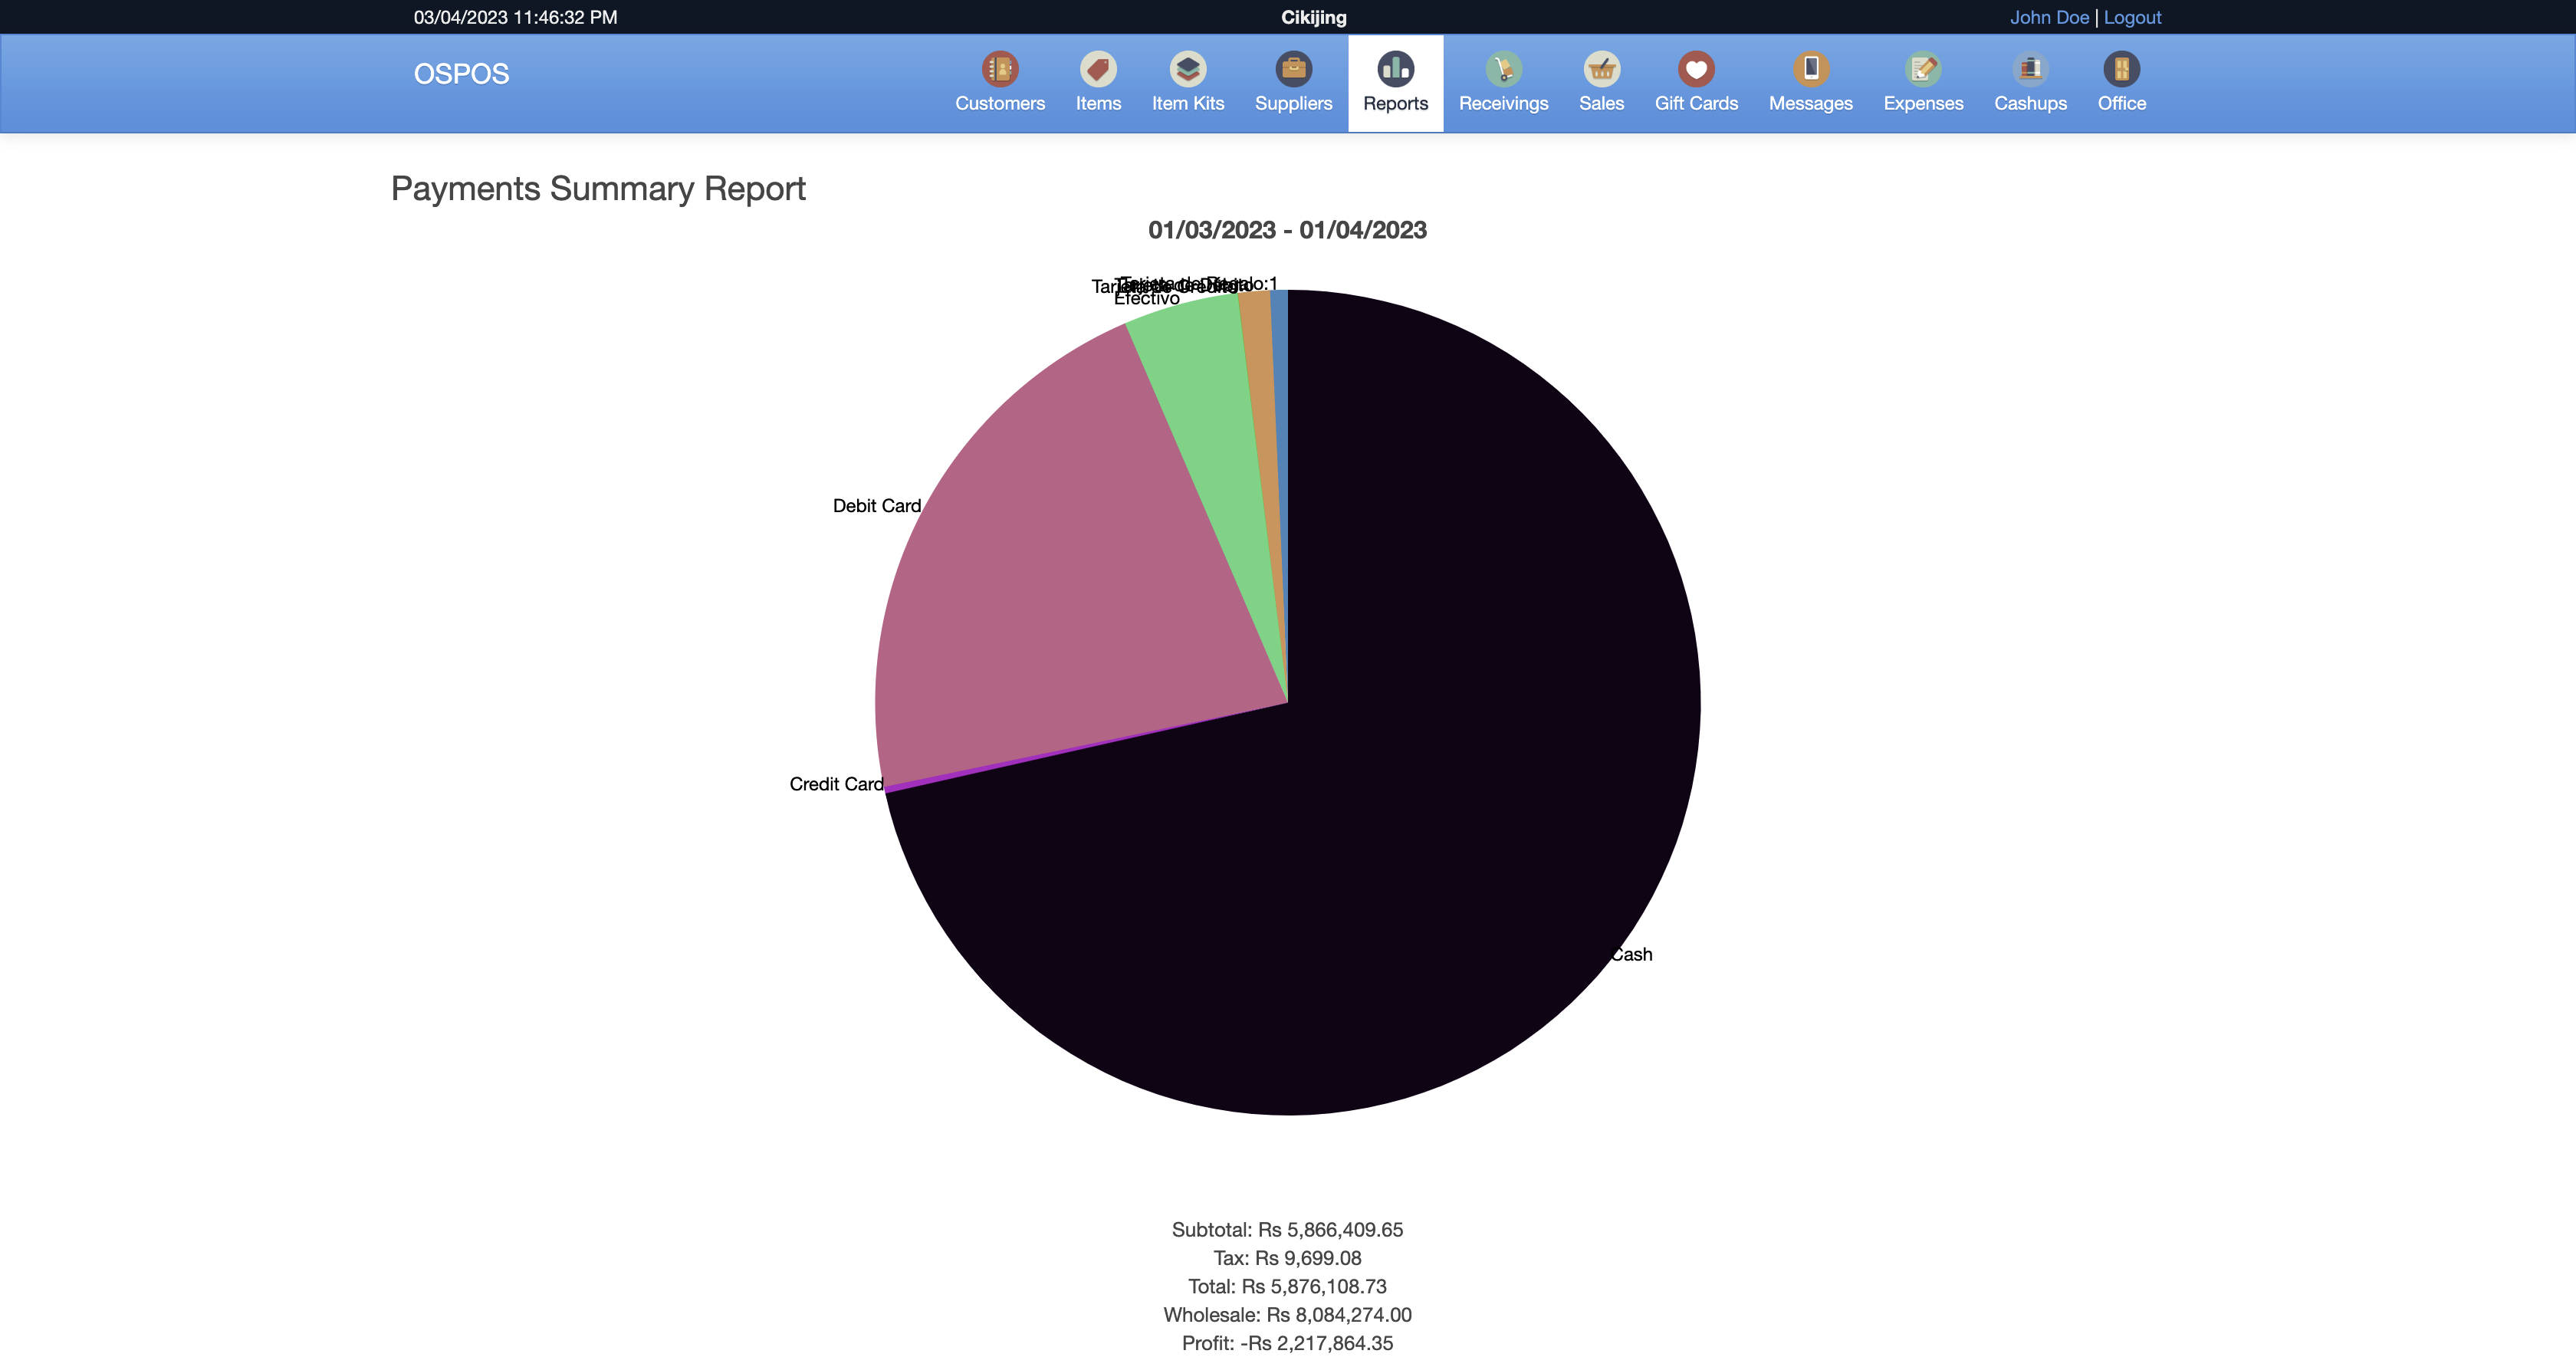 03/04/2023 11:46:32 PM
Cikijing
John Doe | Logout
OSPOS
Customers
Items
Item Kits
Suppliers
Reports
Receivings
Sales
Gift Cards
Messages
Expenses
Cashups
Office
Payments Summary Report
01/03/2023 - 01/04/2023
Efectivo
Debit Card
Credit Card
Cash
Subtotal: Rs 5,866,409.65
Tax: Rs 9,699.08
Total: Rs 5,876,108.73
Wholesale: Rs 8,084,274.00
Profit: -Rs 2,217,864.35